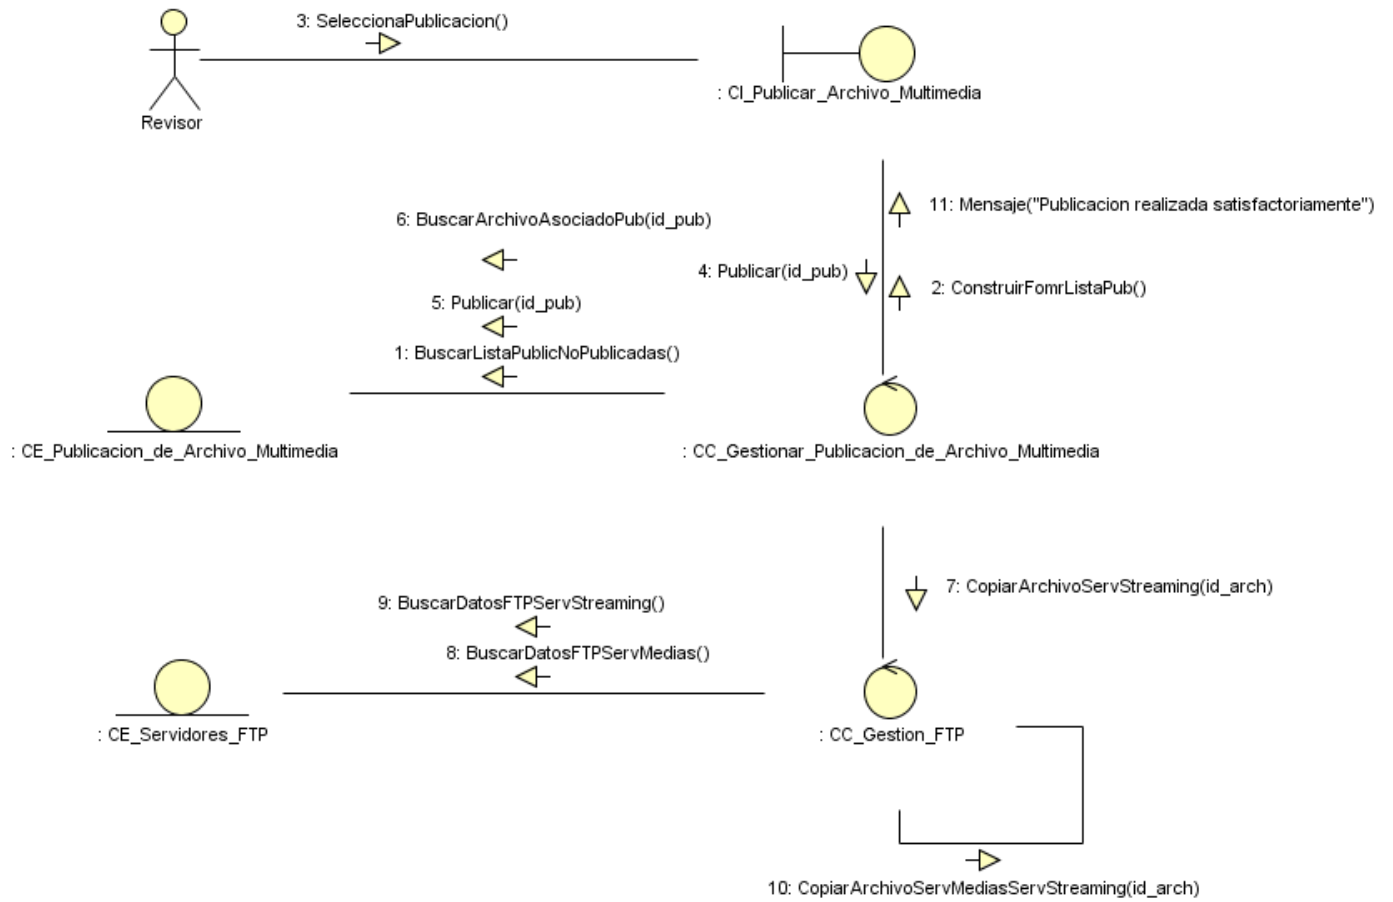 3: SeleccionaPublicacion()
: CI_Publicar_Archivo_Multimedia
Revisor
11: Mensaje("Publicacion realizada satisfactoriamente")
6: BuscarArchivoAsociadoPub(id_pub)
4: Publicar(id_pub)
2: ConstruirFomrListaPub()
5: Publicar(id_pub)
1: BuscarListaPublicNoPublicadas()
: CE_Publicacion_de_Archivo_Multimedia
: CC_Gestionar_Publicacion_de_Archivo_Multimedia
7: CopiarArchivoServStreaming(id_arch)
9: BuscarDatosFTPServStreaming()
8: BuscarDatosFTPServMedias()
: CE_Servidores_FTP
: CC_Gestion_FTP
10: CopiarArchivoServMediasServStreaming(id_arch)